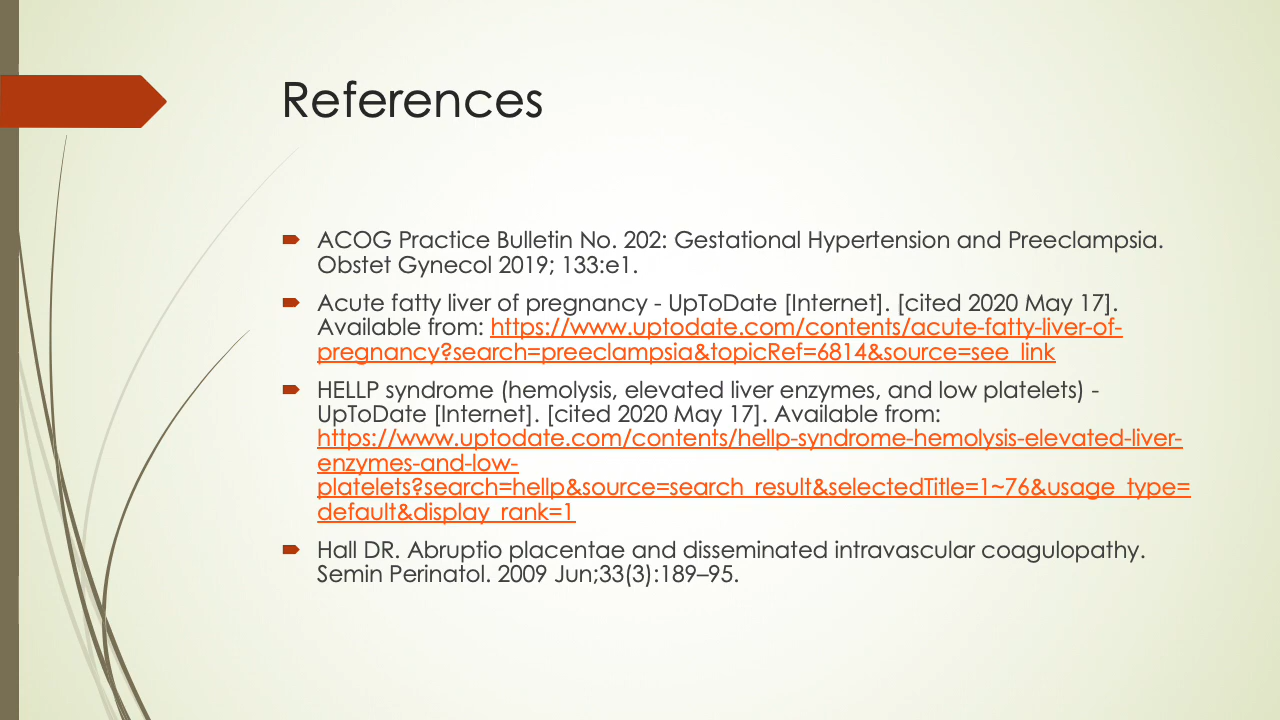 References
ACOG Practice Bulletin No. 202: Gestational Hypertension and Preeclampsia.
Obstet Gynecol 2019; 133:e1.
Acute fatty liver of pregnancy - UpToDate [Internet]. [cited 2020 May 17].
Available from: https://www.uptodate.com/contents/acute-fatty-liver-of-
pregnancy?search=preeclampsia&topicRef=6814&source=see_link
HELLP syndrome (hemolysis, elevated liver enzymes, and low platelets) -
UpToDate [Internet]. [cited 2020 May 17]. Available from:
https://www.uptodate.com/contents/hellp-syndrome-hemolysis-elevated-liver-
enzymes-and-low-
platelets?search=hellp&source=search_result&selectedTitle=1~76&usage_type=
default&display_rank=1
Hall DR. Abruptio placentae and disseminated intravascular coagulopathy.
Semin Perinatol. 2009 Jun;33(3):189–95.